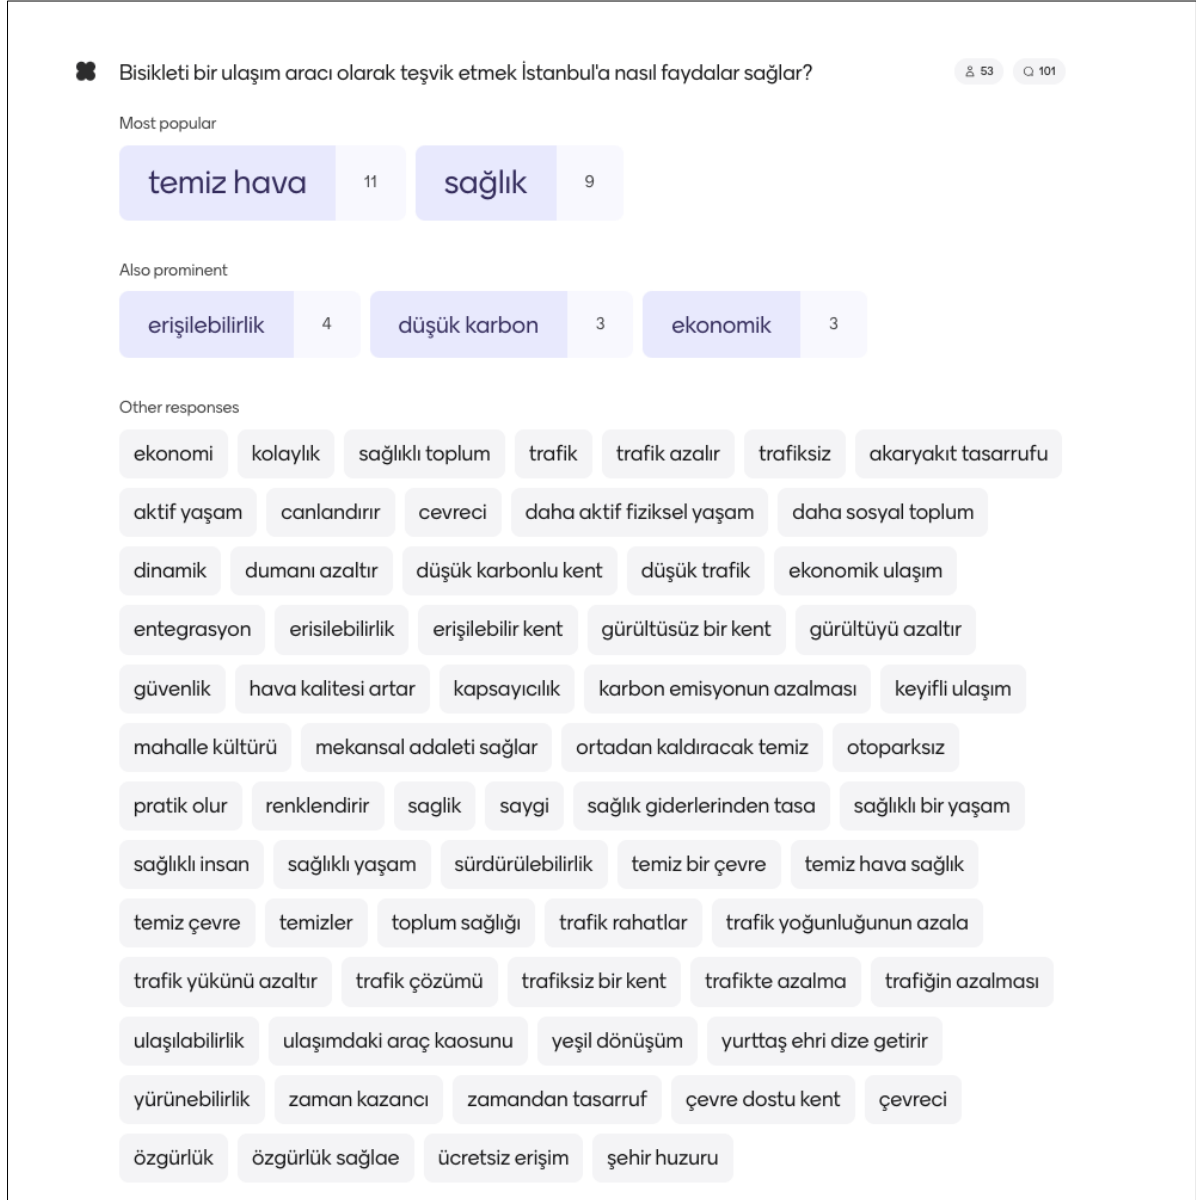 Bisikleti bir ulaşım aracı olarak teşvik etmek İstanbul'a nasıl faydalar sağlar? 53 101
Most popular
temiz hava 11 sağlık 9
Also prominent
erişilebilirlik 4 düşük karbon 3 ekonomik 3
Other responses
ekonomi kolaylık sağlıklı toplum trafik trafik azalır trafiksiz akaryakıt tasarrufu
aktif yaşam canlandırır cevreci daha aktif fiziksel yaşam daha sosyal toplum
dinamik dumanı azaltır düşük karbonlu kent düşük trafik ekonomik ulaşım
entegrasyon erisilebilirlik erişilebilir kent gürültüsüz bir kent gürültüyü azaltır
güvenlik hava kalitesi artar kapsayıcılık karbon emisyonun azalması keyifli ulaşım
mahalle kültürü mekansal adaleti sağlar ortadan kaldıracak temiz otoparksız
pratik olur renklendirir saglik saygi sağlık giderlerinden tasa sağlıklı bir yaşam
sağlıklı insan sağlıklı yaşam sürdürülebilirlik temiz bir çevre temiz hava sağlık
temiz çevre temizler toplum sağlığı trafik rahatlar trafik yoğunluğunun azala
trafik yükünü azaltır trafik çözümü trafiksiz bir kent trafikte azalma trafiğin azalması
ulaşılabilirlik ulaşımdaki araç kaosunu yeşil dönüşüm yurttaş ehri dize getirir
yürünebilirlik zaman kazancı zamandan tasarruf çevre dostu kent çevreci
özgürlük özgürlük sağlae ücretsiz erişim şehir huzuru